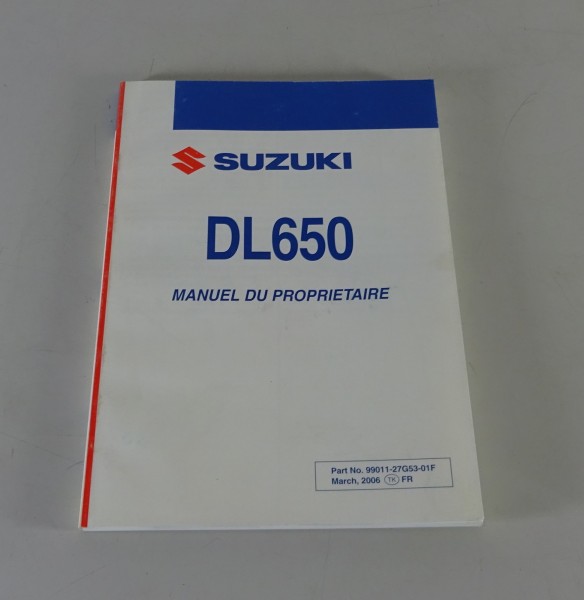 SUZUKI
DL650
MANUEL DU PROPRIETAIRE
Part No. 99011-27G53-01F
March, 2006 TK FR